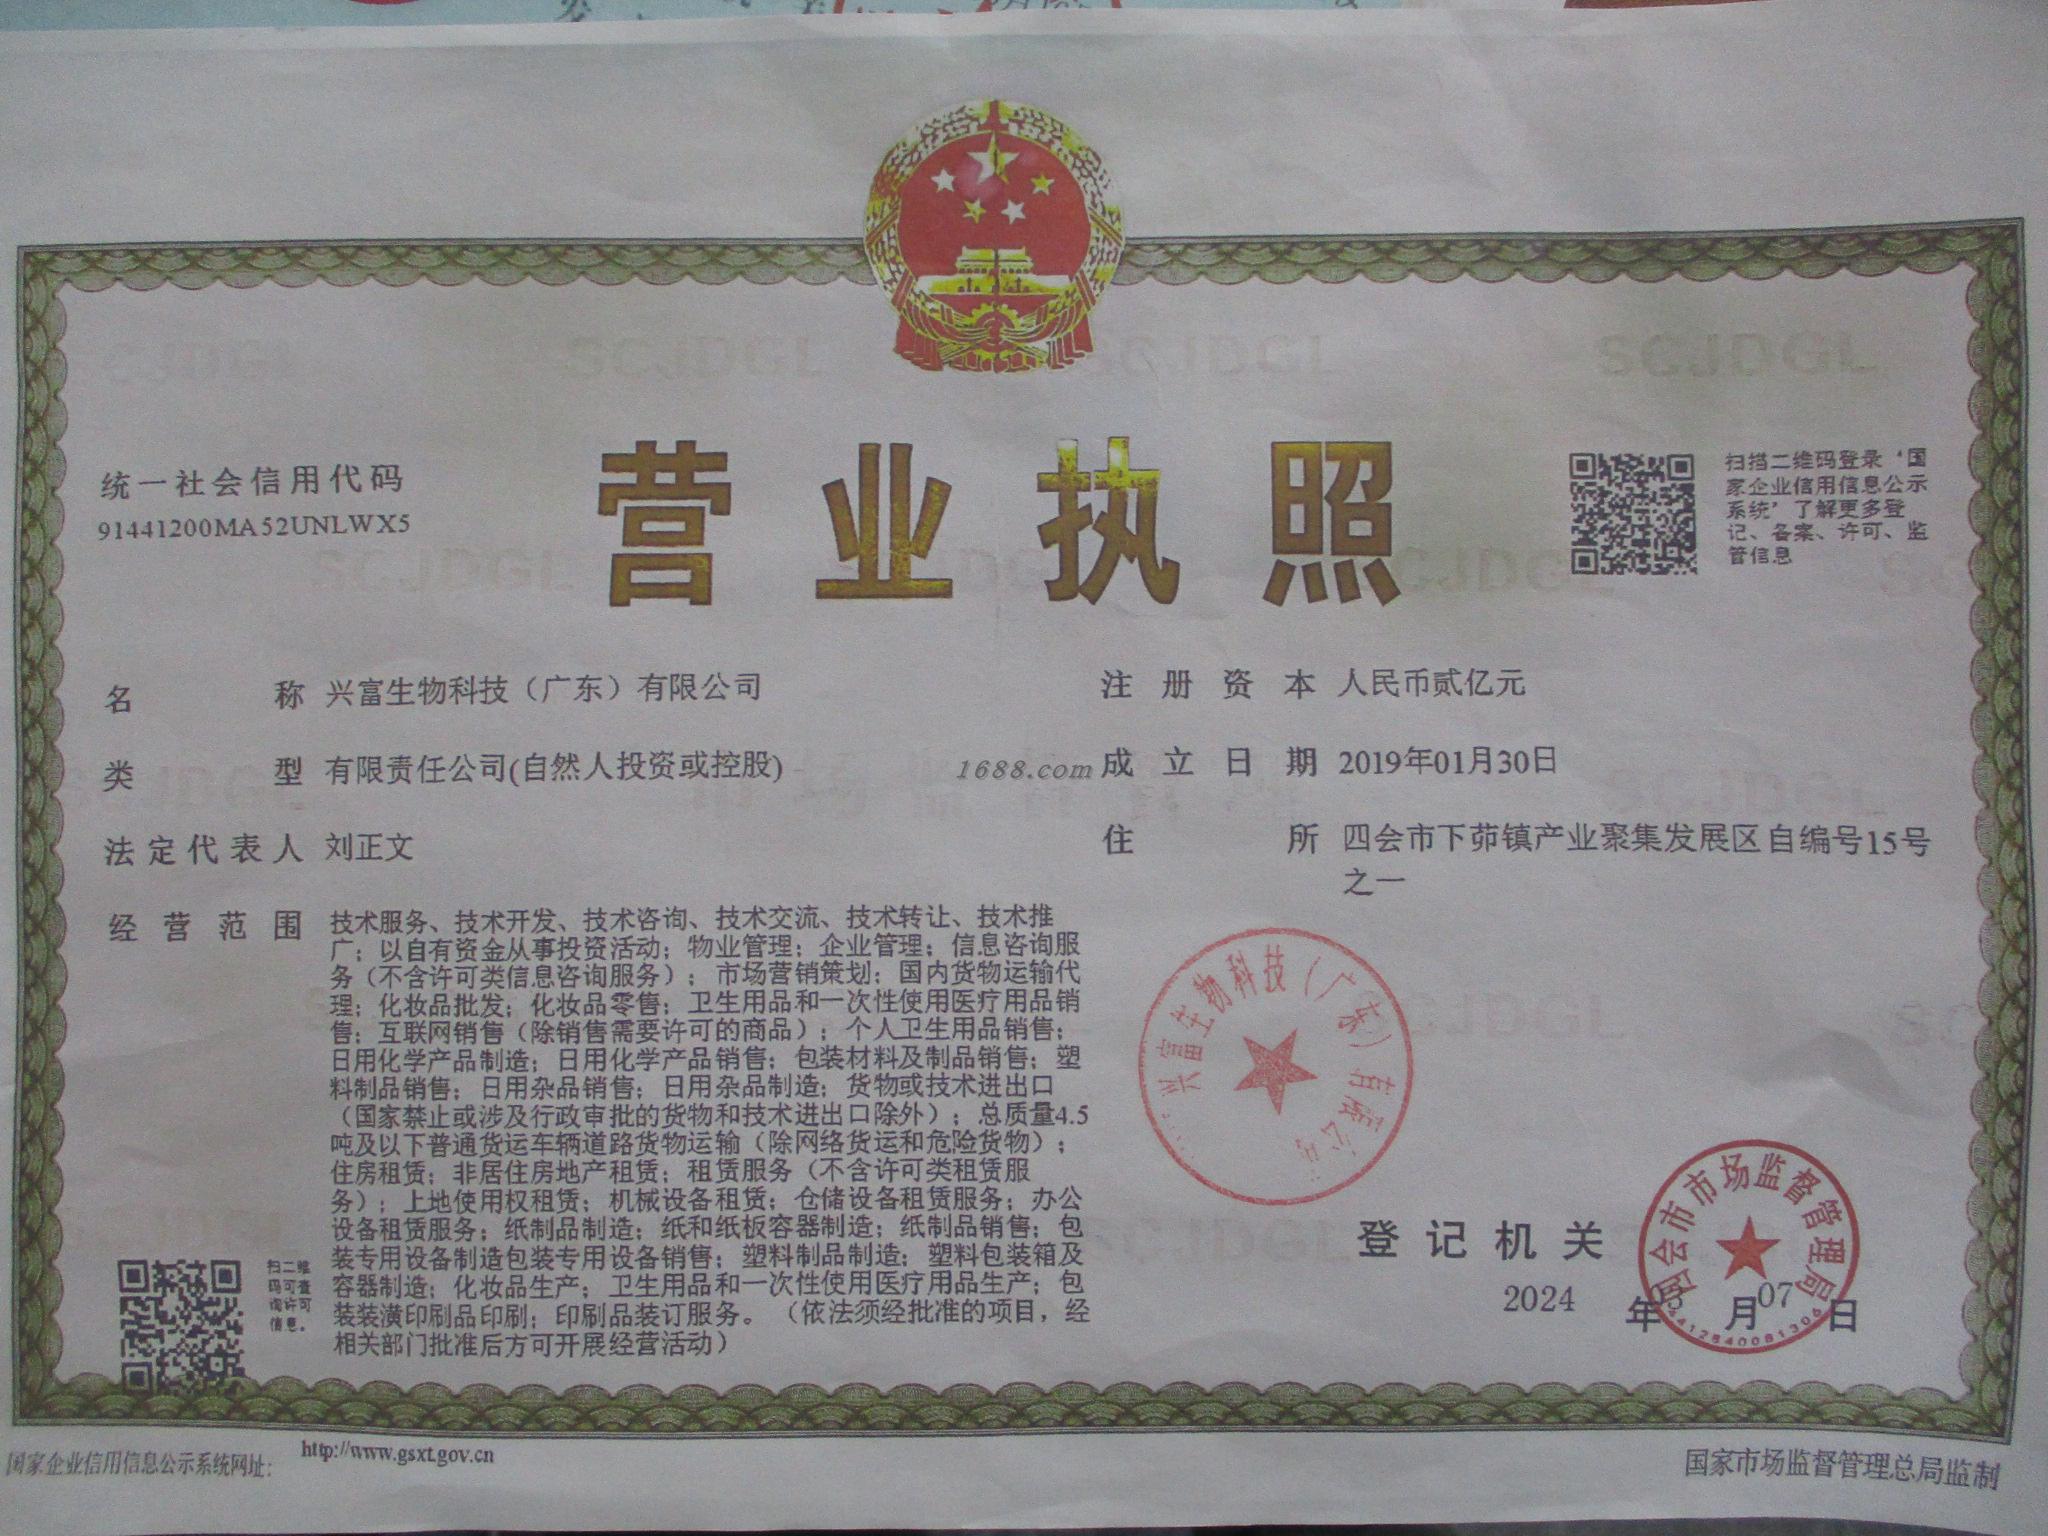 营业执照
统一社会信用代码
91441200MA52UNLWX5
扫描二维码登录‘国
家企业信用信息公示
系统’了解更多登
记、备案、许可、监
管信息
名称 兴富生物科技（广东）有限公司
类型 有限责任公司(自然人投资或控股)
法定代表人 刘正文
经营范围 技术服务、技术开发、技术咨询、技术交流、技术转让、技术推
广；以自有资金从事投资活动；物业管理；企业管理；信息咨询服
务（不含许可类信息咨询服务）；市场营销策划；国内货物运输代
理；化妆品批发；化妆品零售；卫生用品和一次性使用医疗用品销
售；互联网销售（除销售需要许可的商品）；个人卫生用品销售；
日用化学产品制造；日用化学产品销售；包装材料及制品销售；塑
料制品销售；日用杂品销售；日用杂品制造；货物或技术进出口
（国家禁止或涉及行政审批的货物和技术进出口除外）；总质量4.5
吨及以下普通货运车辆道路货物运输（除网络货运和危险货物）；
住房租赁；非居住房地产租赁；租赁服务（不含许可类租赁服
务）；土地使用权租赁；机械设备租赁；仓储设备租赁服务；办公
设备租赁服务；纸制品制造；纸和纸板容器制造；纸制品销售；包
装专用设备制造包装专用设备销售；塑料制品制造；塑料包装箱及
容器制造；化妆品生产；卫生用品和一次性使用医疗用品生产；包
装装潢印刷品印刷；印刷品装订服务。（依法须经批准的项目，经
相关部门批准后方可开展经营活动）
1688.com
注册资本 人民币贰亿元
成立日期 2019年01月30日
住所 四会市下茆镇产业聚集发展区自编号15号
之一
兴富生物科技（广东）有限公司
登记机关
四会市市场监督管理局
2024年05月07日
扫二维
码可查
询许可
信息。
国家企业信用信息公示系统网址：
http://www.gsxt.gov.cn
国家市场监督管理总局监制
SCJDGL